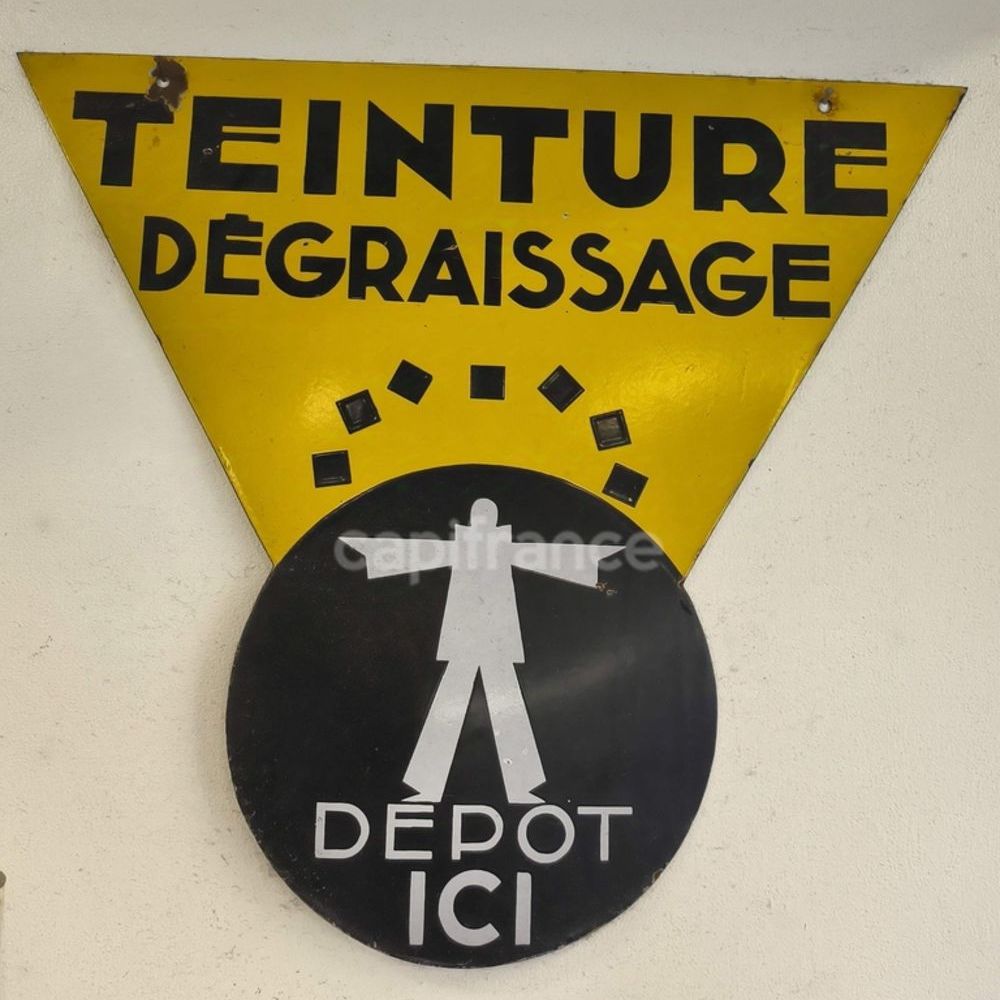 TEINTURE
DÉGRAISSAGE
capifrance
DÉPOT
ICI